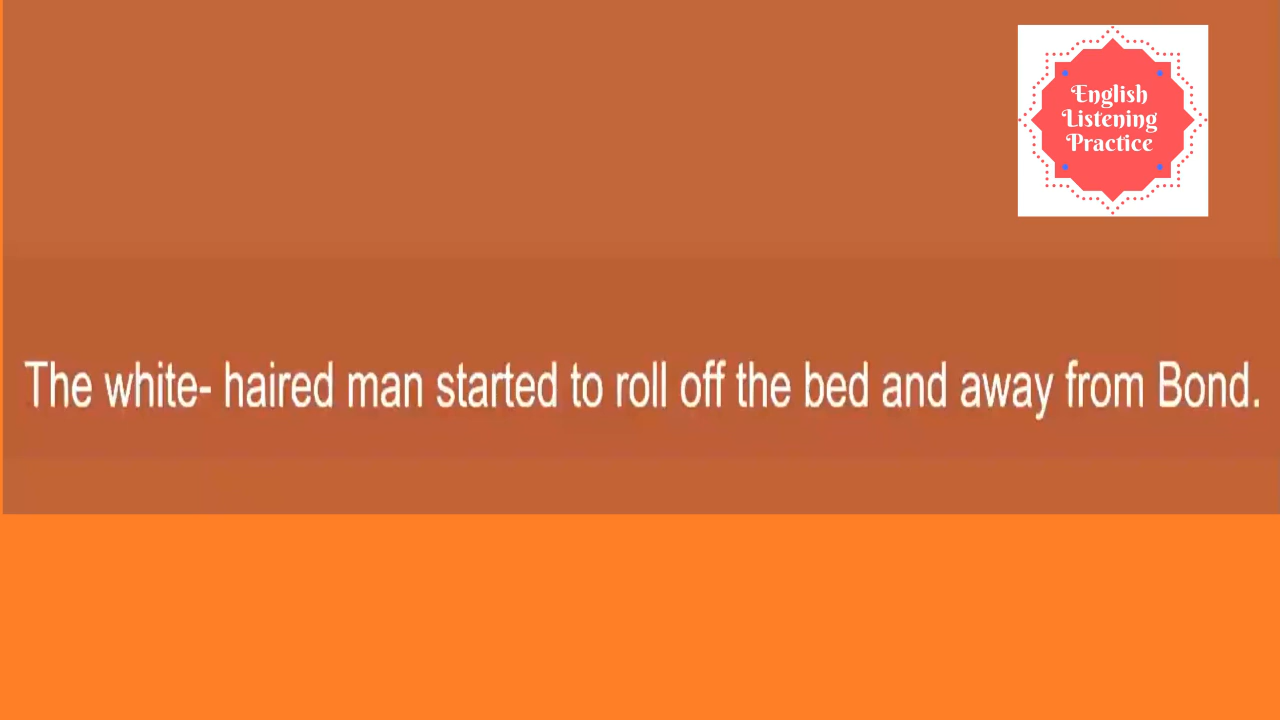 English
Listening
Practice
The white- haired man started to roll off the bed and away from Bond.